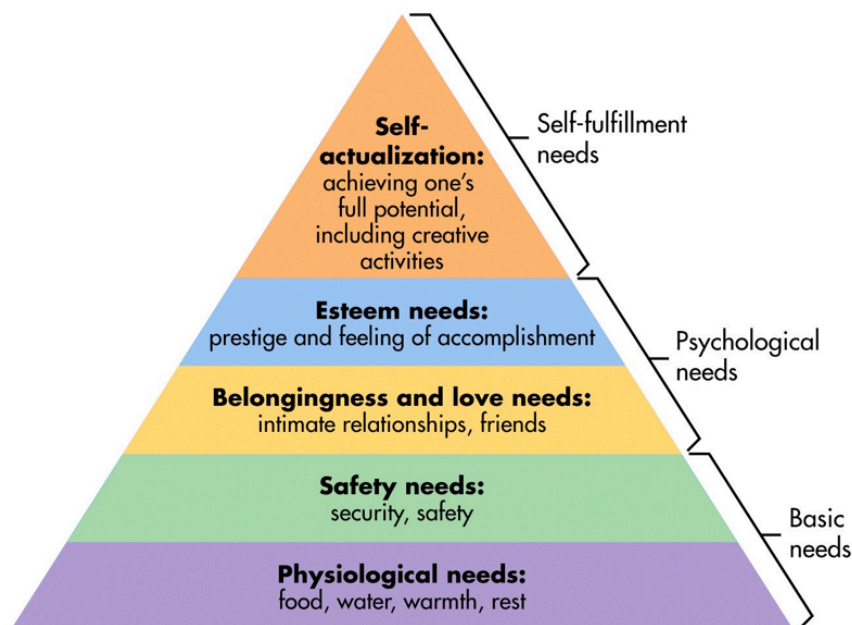 Self-
actualization:
achieving one's
full potential,
including creative
activities
Self-fulfillment
needs
Esteem needs:
prestige and feeling of accomplishment
Psychological
needs
Belongingness and love needs:
intimate relationships, friends
Safety needs:
security, safety
Basic
needs
Physiological needs:
food, water, warmth, rest